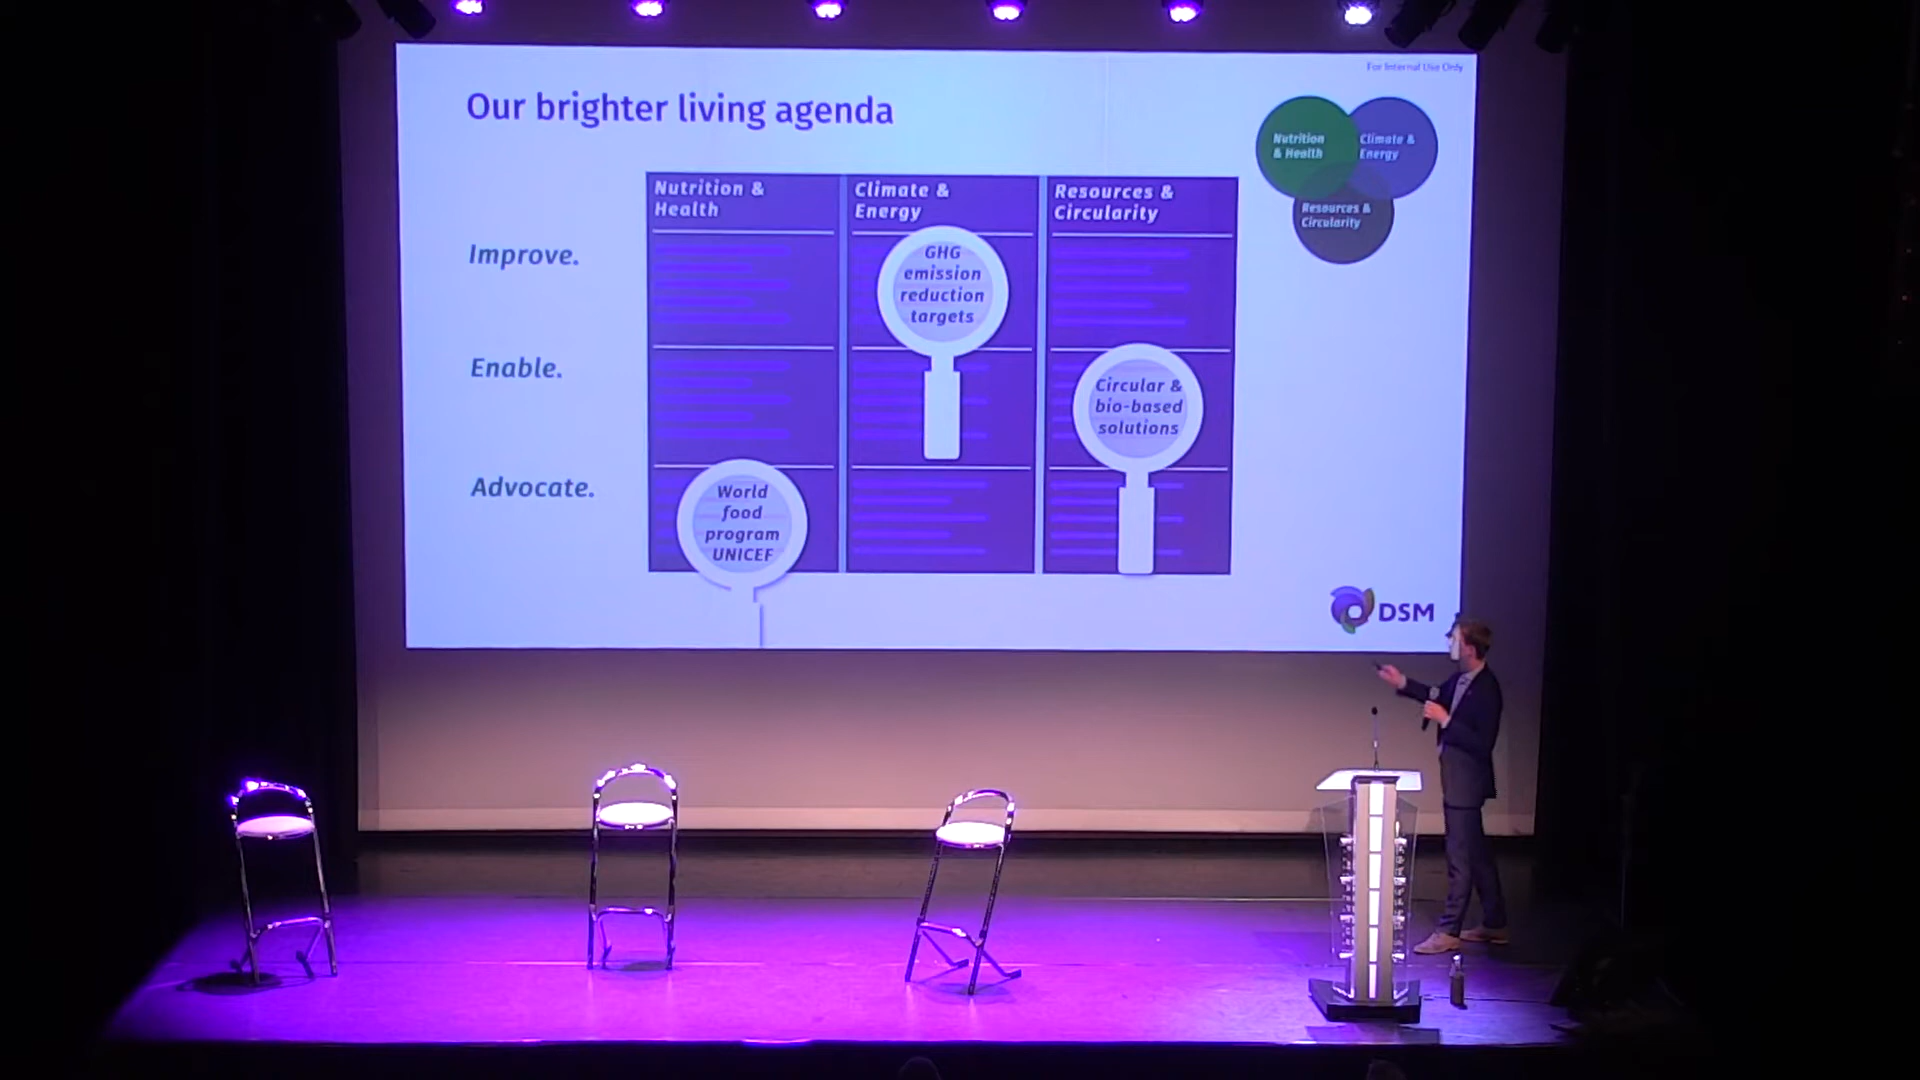 For Internal Use Only
Our brighter living agenda
Nutrition
& Health
Climate &
Energy
Resources &
Circularity
Nutrition &
Health
Climate &
Energy
Resources &
Circularity
Improve.
GHG
emission
reduction
targets
Enable.
Circular &
bio-based
solutions
Advocate.
World
food
program
UNICEF
DSM